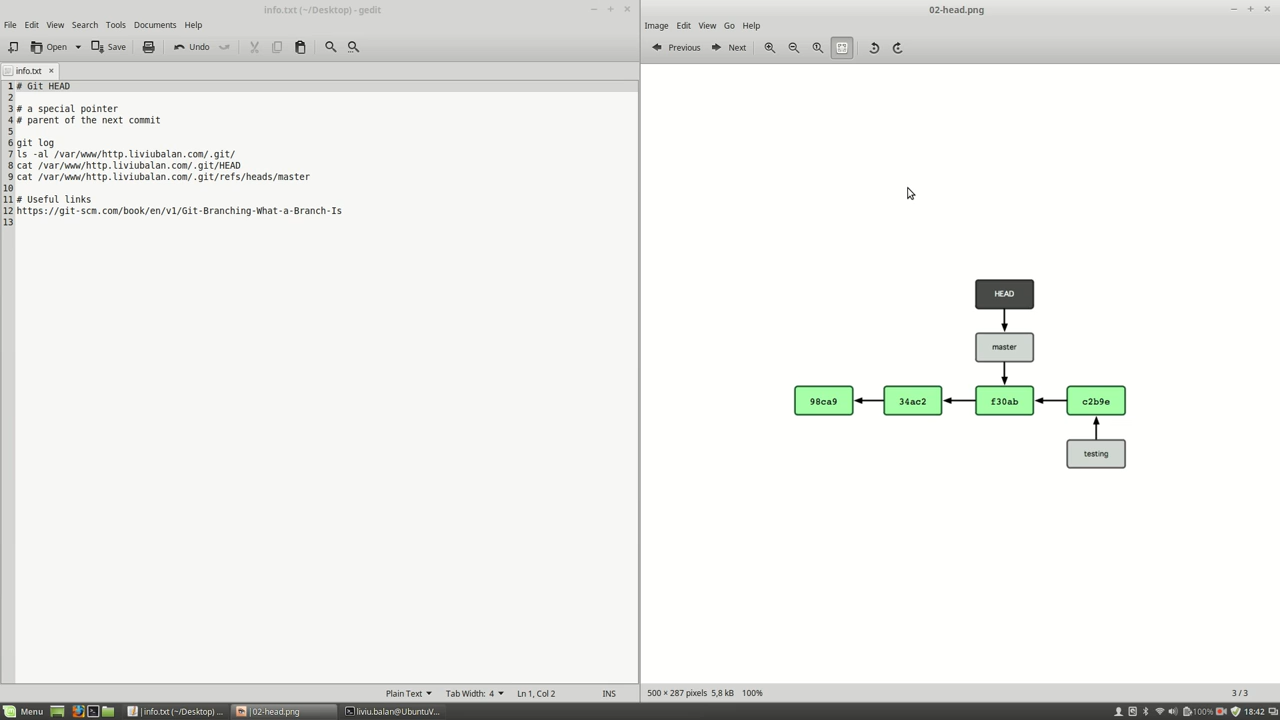 info.txt (~/Desktop) - gedit
File Edit View Search Tools Documents Help
Open Save Undo
info.txt
1 # Git HEAD
2
3 # a special pointer
4 # parent of the next commit
5
6 git log
7 ls -al /var/www/http.liviubalan.com/.git/
8 cat /var/www/http.liviubalan.com/.git/HEAD
9 cat /var/www/http.liviubalan.com/.git/refs/heads/master
10
11 # Useful links
12 https://git-scm.com/book/en/v1/Git-Branching-What-a-Branch-Is
13
Plain Text Tab Width: 4 Ln 1, Col 2 INS
02-head.png
Image Edit View Go Help
Previous Next
HEAD
master
98ca9 34ac2 f30ab c2b9e
testing
500 × 287 pixels 5,8 kB 100% 3 / 3
Menu info.txt (~/Desktop) ... 02-head.png liviu.balan@UbuntuV... 100% 18:42